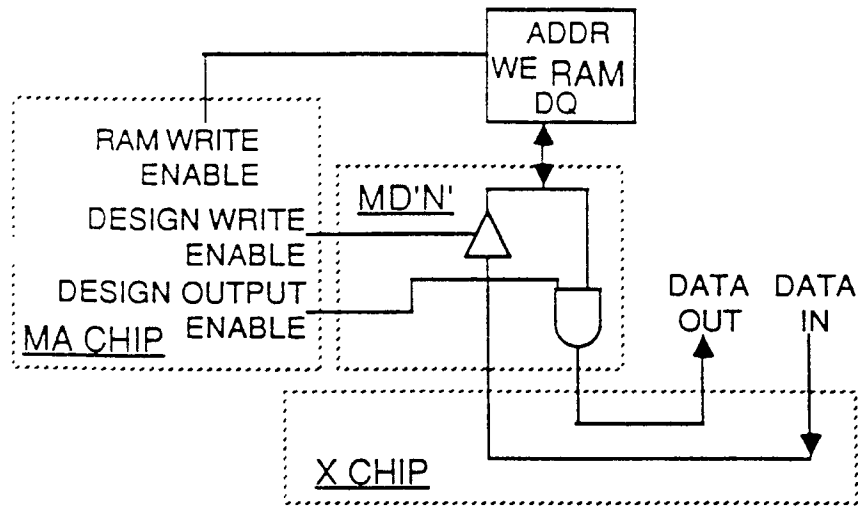 ADDR
WE RAM
DQ
RAM WRITE
ENABLE
MD'N'
DESIGN WRITE
ENABLE
DESIGN OUTPUT
ENABLE
MA CHIP
DATA
OUT
DATA
IN
X CHIP